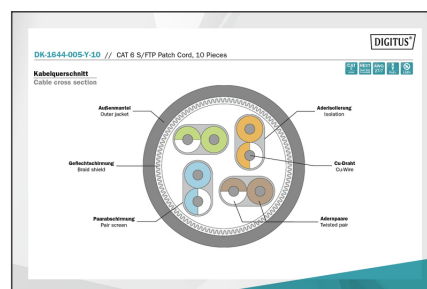 DIGITUS®
DK-1644-005-Y-10 // CAT 6 S/FTP Patch Cord, 10 Pieces
Kabelquerschnitt
Cable cross section
Außenmantel
Outer jacket
Aderisolierung
Isolation
Geflechtschirmung
Braid shield
Cu-Draht
Cu-Wire
Paarabschirmung
Pair screen
Aderspaare
Twisted pair